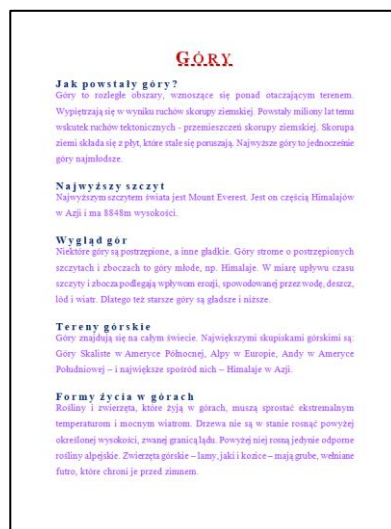 GÓRY
Jak powstały góry?
Góry to rozległe obszary, wznoszące się ponad otaczającym terenem.
Wypiętrzają się w wyniku ruchów skorupy ziemskiej. Powstały miliony lat temu
wskutek ruchów tektonicznych - przemieszczeń skorupy ziemskiej. Skorupa
ziemi składa się z płyt, które stale się poruszają. Najwyższe góry to jednocześnie
góry najmłodsze.
Najwyższy szczyt
Najwyższym szczytem świata jest Mount Everest. Jest on częścią Himalajów
w Azji i ma 8848m wysokości.
Wygląd gór
Niektóre góry są postrzępione, a inne gładkie. Góry strome o postrzępionych
szczytach i zboczach to góry młode, np. Himalaje. W miarę upływu czasu
szczyty i zbocza podlegają wpływom erozji, spowodowanej przez wodę, deszcz,
lód i wiatr. Dlatego też starsze góry są gładsze i niższe.
Tereny górskie
Góry znajdują się na całym świecie. Największymi skupiskami górskimi są:
Góry Skaliste w Ameryce Północnej, Alpy w Europie, Andy w Ameryce
Południowej – i największe spośród nich – Himalaje w Azji.
Formy życia w górach
Rośliny i zwierzęta, które żyją w górach, muszą sprostać ekstremalnym
temperaturom i mocnym wiatrom. Drzewa nie są w stanie rosnąć powyżej
określonej wysokości, zwanej granicą lądu. Powyżej niej rosną jedynie odporne
rośliny alpejskie. Zwierzęta górskie – lamy, jaki i kozice – mają grube, wełniane
futro, które chroni je przed zimnem.